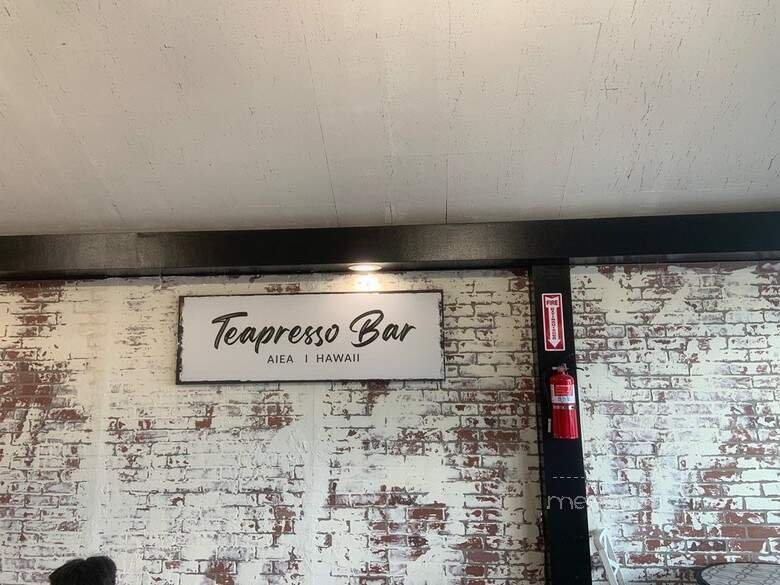 Teapresso Bar
AIEA | HAWAII
FIRE
EXTINGUISHER